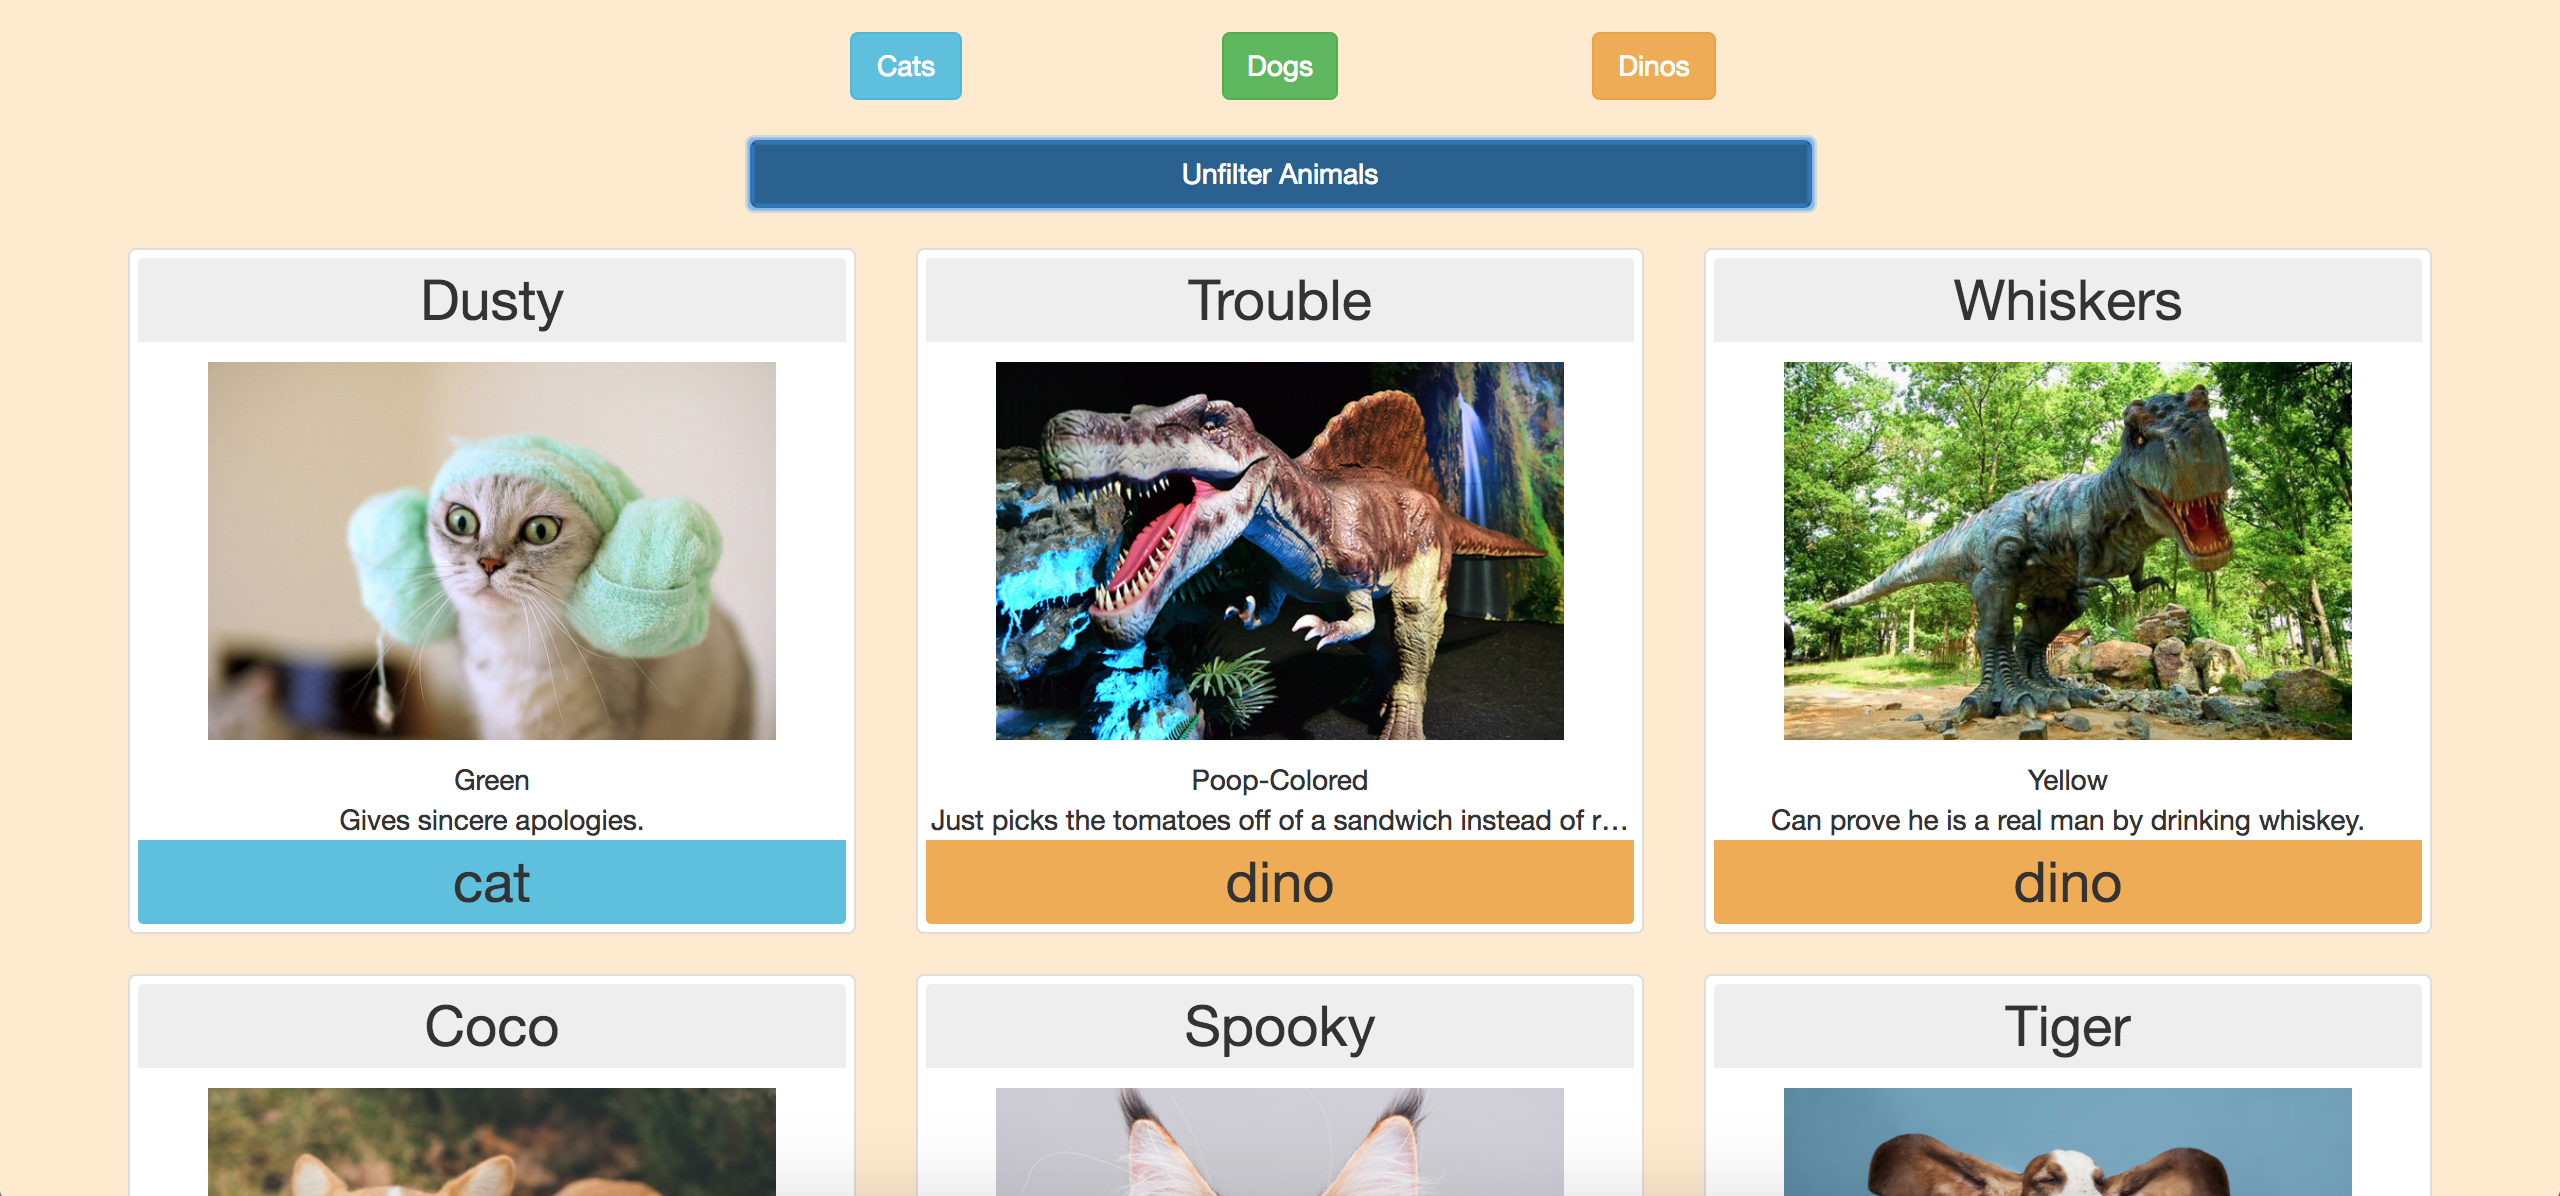 Cats Dogs Dinos
Unfilter Animals
Dusty
Green
Gives sincere apologies.
cat
Trouble
Poop-Colored
Just picks the tomatoes off of a sandwich instead of r...
dino
Whiskers
Yellow
Can prove he is a real man by drinking whiskey.
dino
Coco
Spooky
Tiger